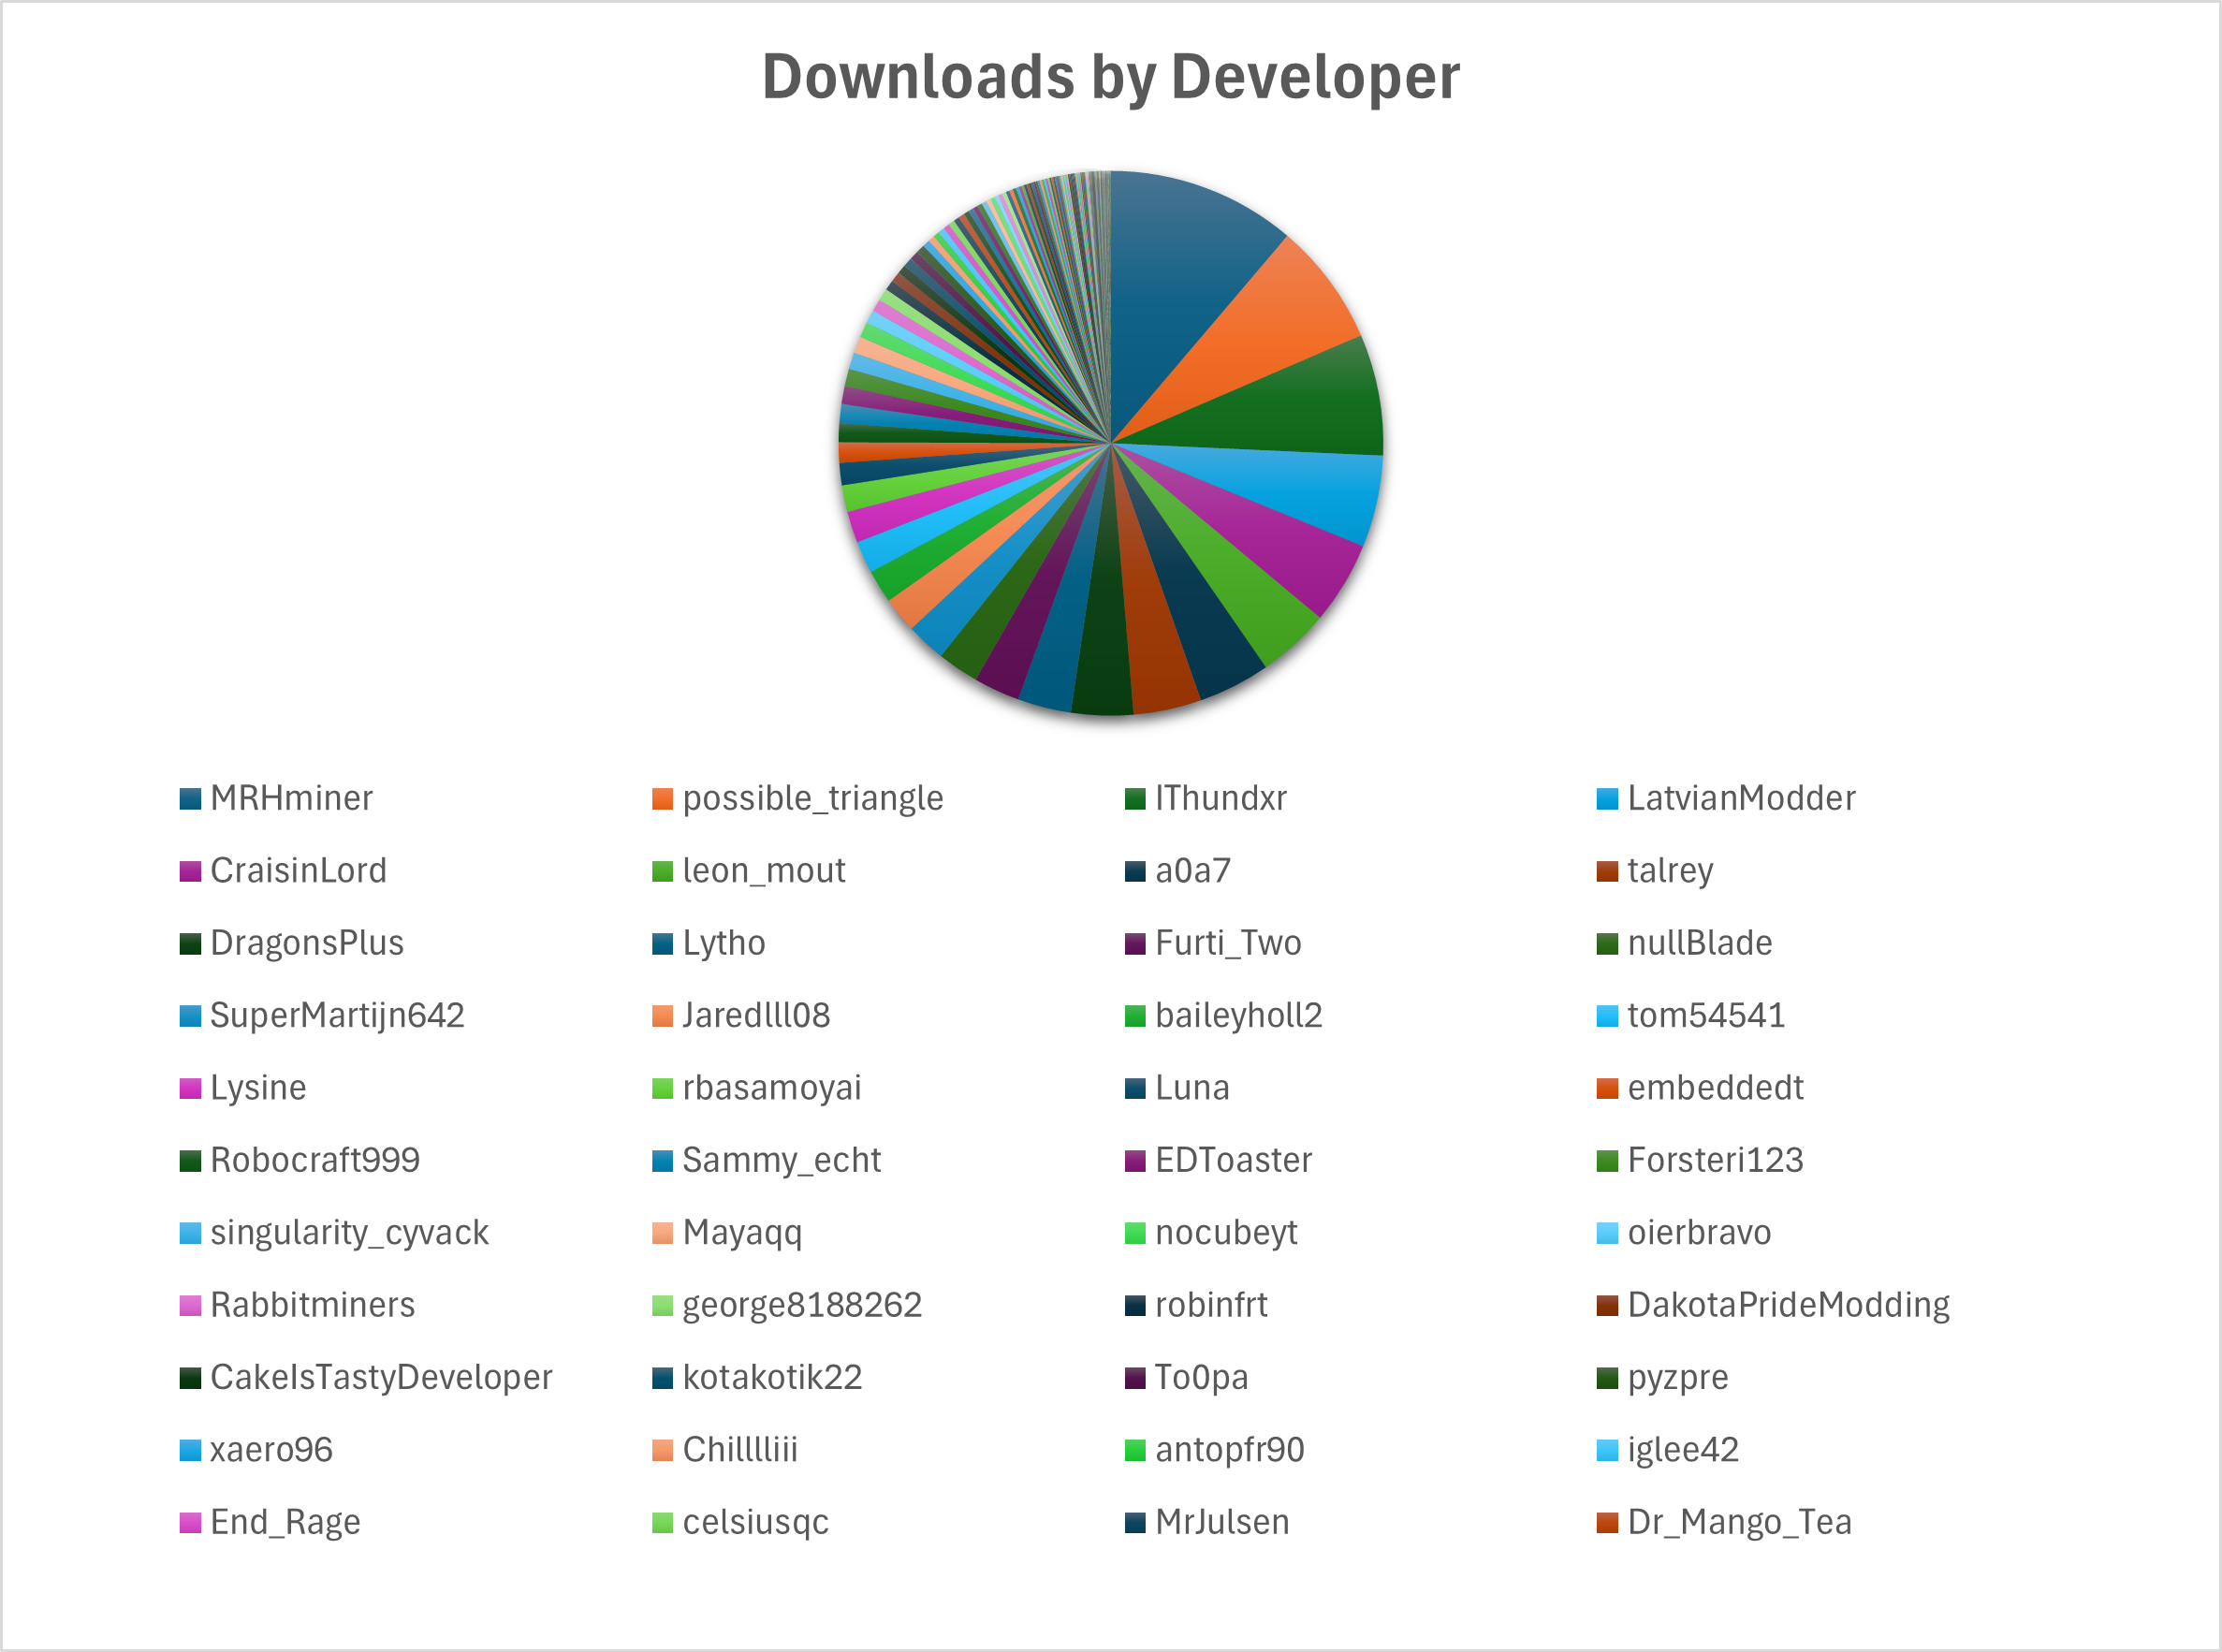 Downloads by Developer
MRHminer possible_triangle IThundxr LatvianModder
CraisinLord leon_mout a0a7 talrey
DragonsPlus Lytho Furti_Two nullBlade
SuperMartijn642 Jaredlll08 baileyholl2 tom54541
Lysine rbasamoyai Luna embeddedt
Robocraft999 Sammy_echt EDToaster Forsteri123
singularity_cyvack Mayaqq nocubeyt oierbravo
Rabbitminers george8188262 robinfrt DakotaPrideModding
CakeIsTastyDeveloper kotakotik22 To0pa pyzpre
xaero96 Chilllliii antopfr90 iglee42
End_Rage celsiusqc MrJulsen Dr_Mango_Tea